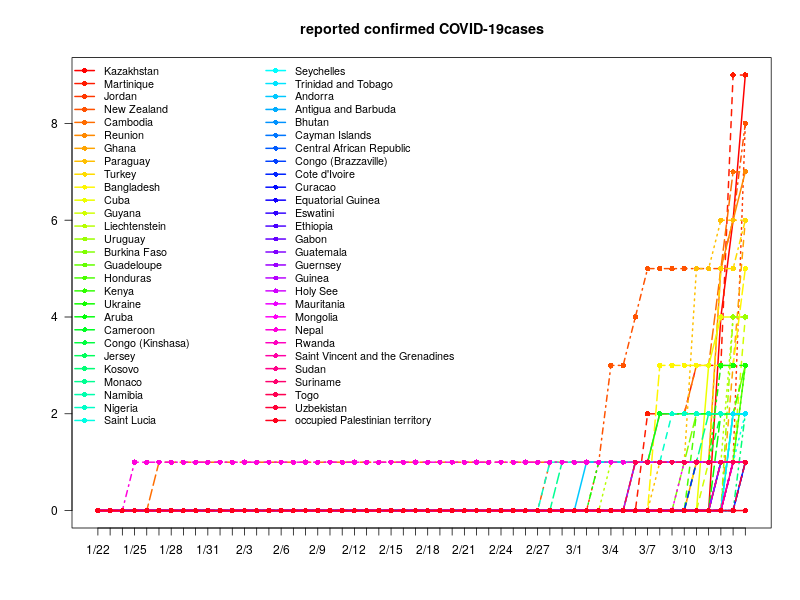 reported confirmed COVID-19cases
Kazakhstan
Martinique
Jordan
New Zealand
Cambodia
Reunion
Ghana
Paraguay
Turkey
Bangladesh
Cuba
Guyana
Liechtenstein
Uruguay
Burkina Faso
Guadeloupe
Honduras
Kenya
Ukraine
Aruba
Cameroon
Congo (Kinshasa)
Jersey
Kosovo
Monaco
Namibia
Nigeria
Saint Lucia
Seychelles
Trinidad and Tobago
Andorra
Antigua and Barbuda
Bhutan
Cayman Islands
Central African Republic
Congo (Brazzaville)
Cote d'Ivoire
Curacao
Equatorial Guinea
Eswatini
Ethiopia
Gabon
Guatemala
Guernsey
Guinea
Holy See
Mauritania
Mongolia
Nepal
Rwanda
Saint Vincent and the Grenadines
Sudan
Suriname
Togo
Uzbekistan
occupied Palestinian territory
8
6
4
2
0
1/22 1/25 1/28 1/31 2/3 2/6 2/9 2/12 2/15 2/18 2/21 2/24 2/27 3/1 3/4 3/7 3/10 3/13